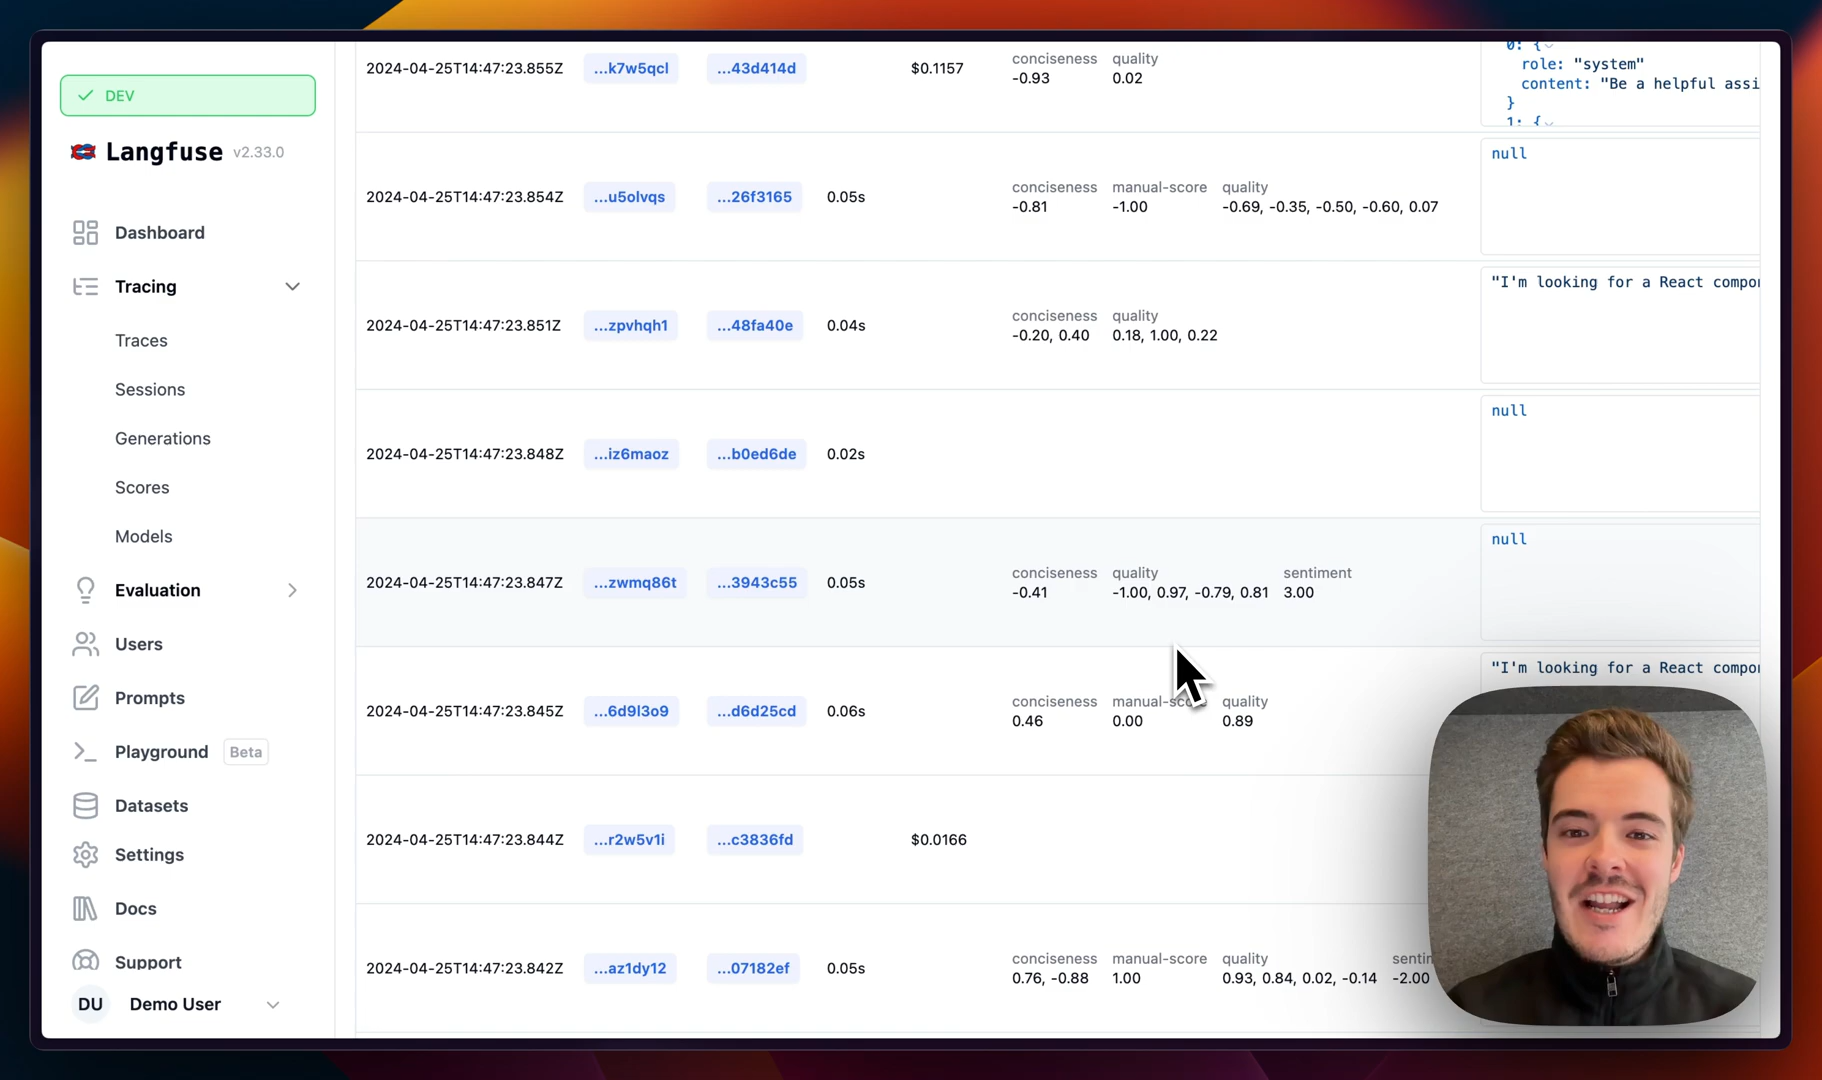 DEV
Langfuse v2.33.0
Dashboard
Tracing
Traces
Sessions
Generations
Scores
Models
Evaluation
Users
Prompts
Playground Beta
Datasets
Settings
Docs
Support
DU Demo User
2024-04-25T14:47:23.855Z ...k7w5qcl ...43d414d $0.1157
conciseness quality
-0.93 0.02
0: {
role: "system"
content: "Be a helpful assi
}
1: {
2024-04-25T14:47:23.854Z ...u5olvqs ...26f3165 0.05s
conciseness manual-score quality
-0.81 -1.00 -0.69, -0.35, -0.50, -0.60, 0.07
null
2024-04-25T14:47:23.851Z ...zpvhqh1 ...48fa40e 0.04s
conciseness quality
-0.20, 0.40 0.18, 1.00, 0.22
"I'm looking for a React compo
2024-04-25T14:47:23.848Z ...iz6maoz ...b0ed6de 0.02s
null
2024-04-25T14:47:23.847Z ...zwmq86t ...3943c55 0.05s
conciseness quality sentiment
-0.41 -1.00, 0.97, -0.79, 0.81 3.00
null
2024-04-25T14:47:23.845Z ...6d9l3o9 ...d6d25cd 0.06s
conciseness manual-sc quality
0.46 0.00 0.89
"I'm looking for a React compo
2024-04-25T14:47:23.844Z ...r2w5v1i ...c3836fd $0.0166
2024-04-25T14:47:23.842Z ...az1dy12 ...07182ef 0.05s
conciseness manual-score quality sentin
0.76, -0.88 1.00 0.93, 0.84, 0.02, -0.14 -2.00